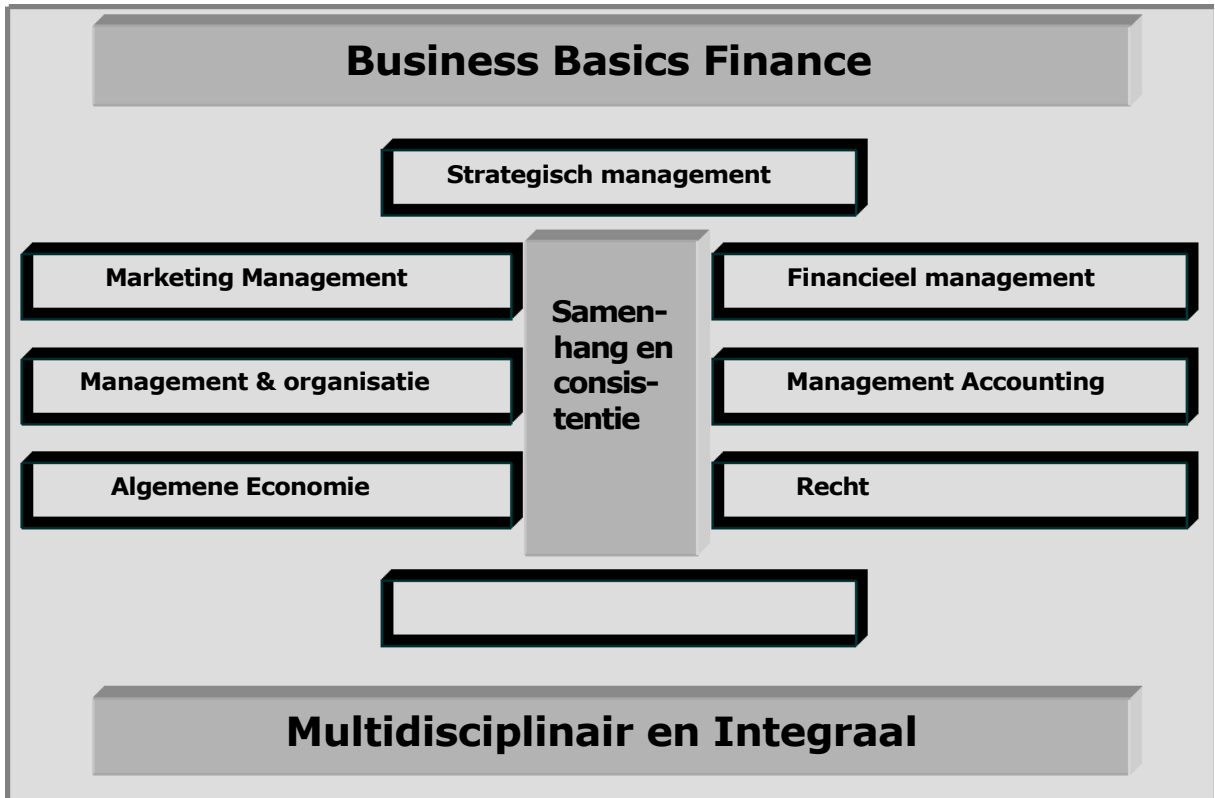 Business Basics Finance
Strategisch management
Marketing Management
Financieel management
Samen-
hang en
consis-
tentie
Management & organisatie
Management Accounting
Algemene Economie
Recht
Multidisciplinair en Integraal